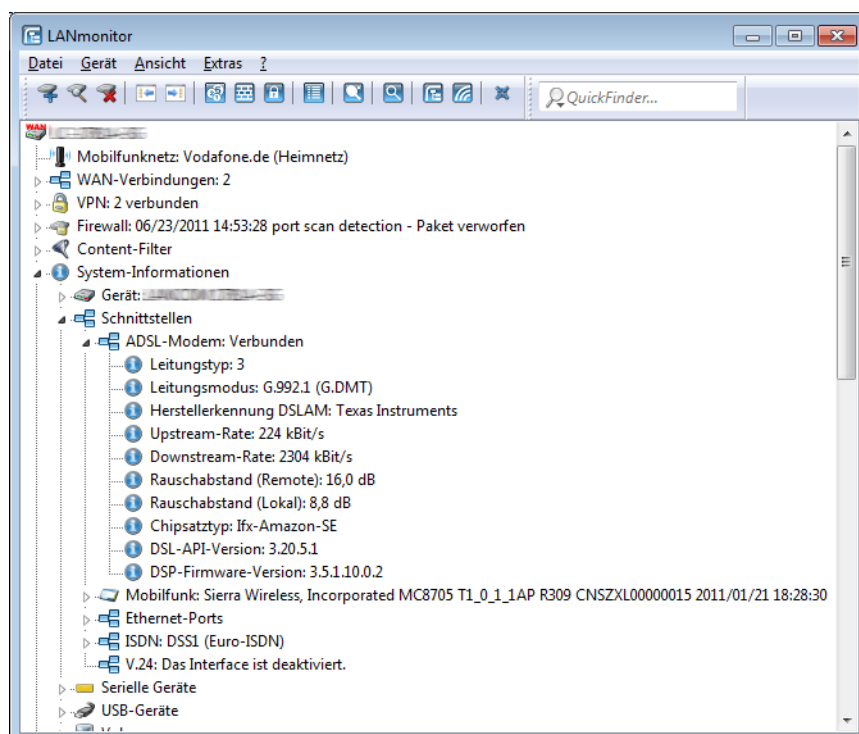 LANmonitor
Datei Gerät Ansicht Extras ?
QuickFinder...
WAN
Mobilfunknetz: Vodafone.de (Heimnetz)
WAN-Verbindungen: 2
VPN: 2 verbunden
Firewall: 06/23/2011 14:53:28 port scan detection - Paket verworfen
Content-Filter
System-Informationen
Gerät:
Schnittstellen
ADSL-Modem: Verbunden
Leitungstyp: 3
Leitungsmodus: G.992.1 (G.DMT)
Herstellerkennung DSLAM: Texas Instruments
Upstream-Rate: 224 kBit/s
Downstream-Rate: 2304 kBit/s
Rauschabstand (Remote): 16,0 dB
Rauschabstand (Lokal): 8,8 dB
Chipsatztyp: Ifx-Amazon-SE
DSL-API-Version: 3.20.5.1
DSP-Firmware-Version: 3.5.1.10.0.2
Mobilfunk: Sierra Wireless, Incorporated MC8705 T1_0_1_1AP R309 CNSZXL00000015 2011/01/21 18:28:30
Ethernet-Ports
ISDN: DSS1 (Euro-ISDN)
V.24: Das Interface ist deaktiviert.
Serielle Geräte
USB-Geräte